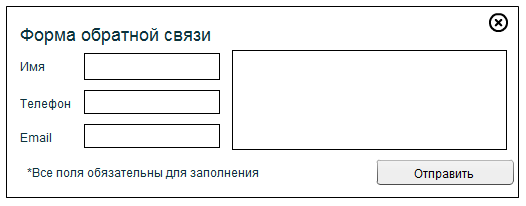 Форма обратной связи
Имя
Телефон
Email
*Все поля обязательны для заполнения
Отправить